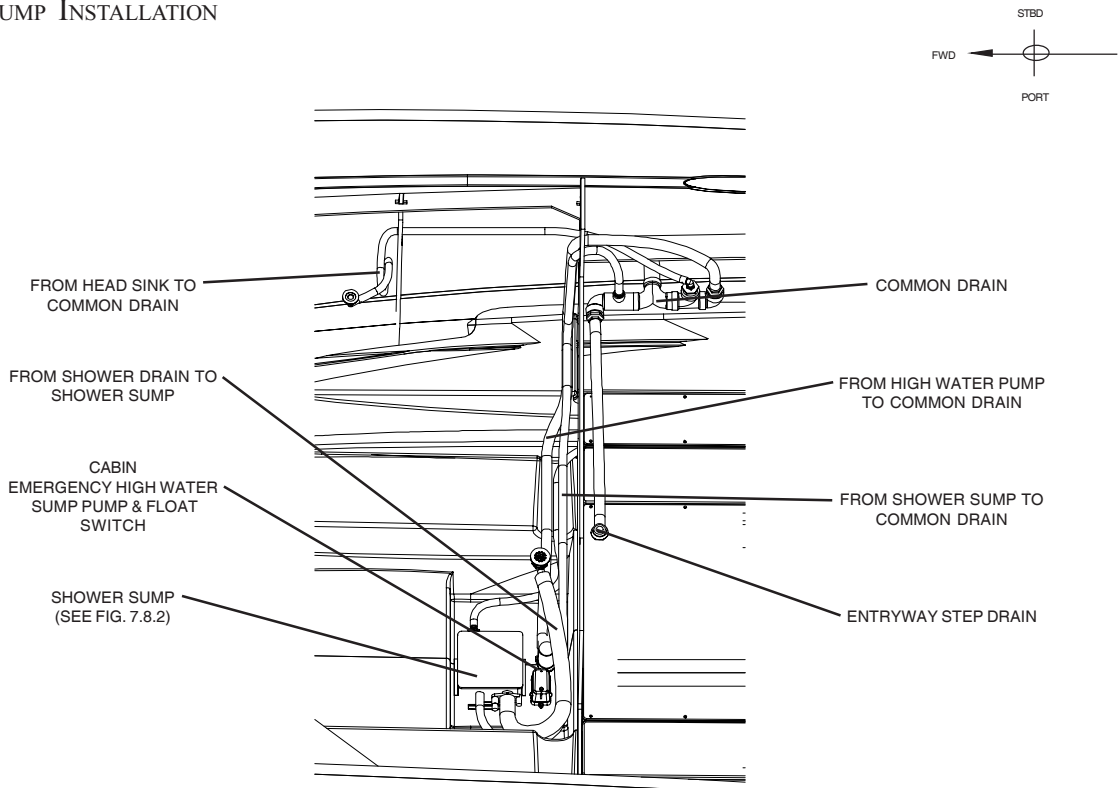 UMP INSTALLATION
STBD
FWD
PORT
FROM HEAD SINK TO
COMMON DRAIN
COMMON DRAIN
FROM SHOWER DRAIN TO
SHOWER SUMP
FROM HIGH WATER PUMP
TO COMMON DRAIN
CABIN
EMERGENCY HIGH WATER
SUMP PUMP & FLOAT
SWITCH
FROM SHOWER SUMP TO
COMMON DRAIN
SHOWER SUMP
(SEE FIG. 7.8.2)
ENTRYWAY STEP DRAIN